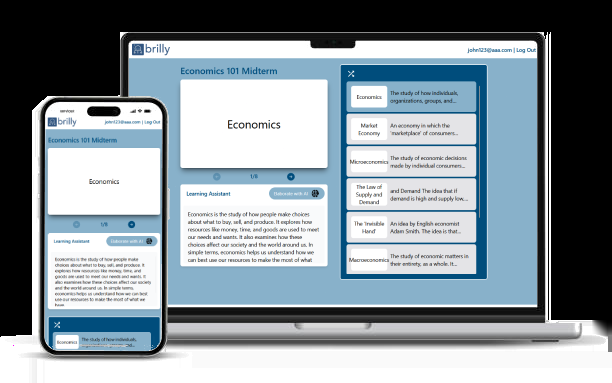 brilly
john123@aaa.com | Log Out
Economics 101 Midterm
Economics
1/8
Learning Assistant
Elaborate with AI
Economics is the study of how people make choices
about what to buy, sell, and produce. It explores how
resources like money, time, and goods are used to meet
our needs and wants. It also examines how these
choices affect our society and the world around us. In
simple terms, economics helps us understand how we
can best use our resources to make the most of what
Economics
The study of how individuals,
organizations, groups, and...
Market
Economy
An economy in which the
'marketplace' of consumers...
Microeconomics
The study of economic decisions
made by individual consumers...
The Law of
Supply and
Demand
and Demand The idea that if
demand is high and supply low,...
The 'Invisible
Hand'
An idea by English economist
Adam Smith. The idea is that...
Macroeconomics
The study of economic matters in
their entirety, as a whole. It...
brilly
john123@aaa.com | Log Out
Economics 101 Midterm
Economics
1/8
Learning Assistant
Elaborate with AI
Economics is the study of how people make
choices about what to buy, sell, and produce. It
explores how resources like money, time, and
goods are used to meet our needs and wants. It
also examines how these choices affect our society
and the world around us. In simple terms,
economics helps us understand how we can best
use our resources to make the most of what we
have.
Economics
The study of how individuals,